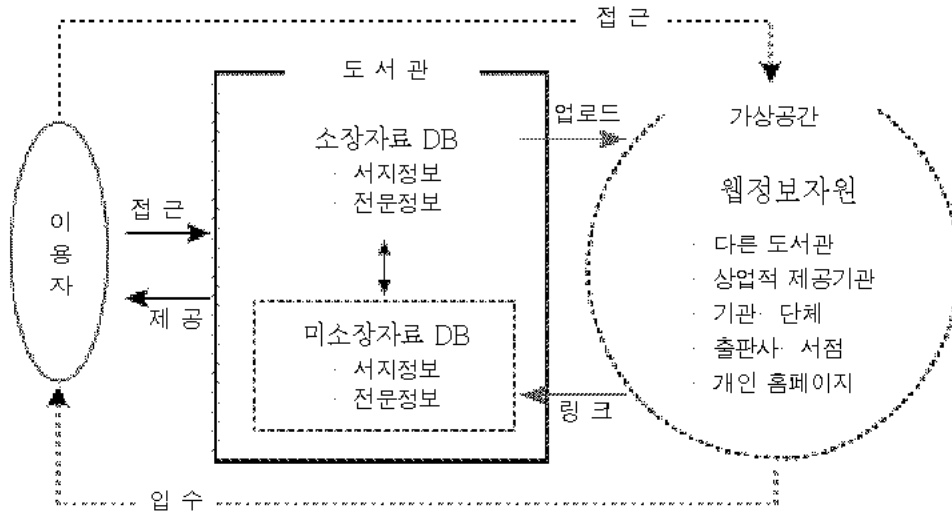 접 근
도 서 관
업로드
가상공간
소장자료 DB
· 서지정보
· 전문정보
웹정보자원
이
용
자
접 근
제 공
· 다른 도서관
· 상업적 제공기관
· 기관· 단체
· 출판사· 서점
· 개인 홈페이지
미소장자료 DB
· 서지정보
· 전문정보
링 크
입 수